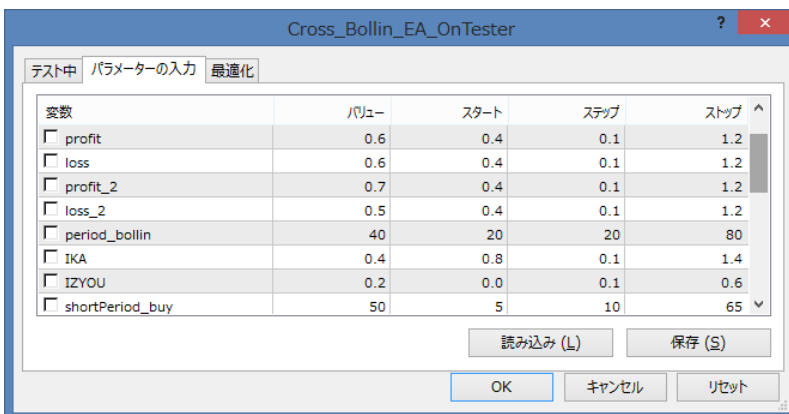 Cross_Bollin_EA_OnTester ? ×
テスト中 パラメーターの入力 最適化
変数 バリュー スタート ステップ ストップ
profit 0.6 0.4 0.1 1.2
loss 0.6 0.4 0.1 1.2
profit_2 0.7 0.4 0.1 1.2
loss_2 0.5 0.4 0.1 1.2
period_bollin 40 20 20 80
IKA 0.4 0.8 0.1 1.4
IZYOU 0.2 0.0 0.1 0.6
shortPeriod_buy 50 5 10 65
読み込み (L) 保存 (S)
OK キャンセル リセット